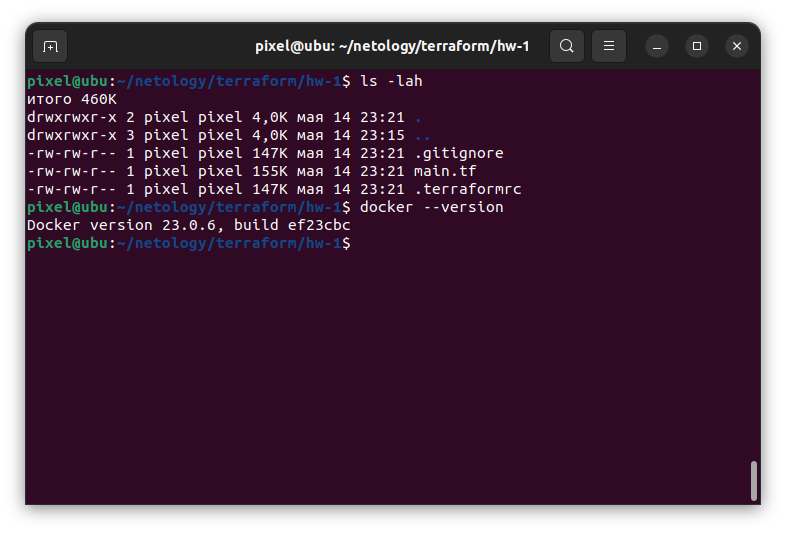 pixel@ubu: ~/netology/terraform/hw-1
pixel@ubu:~/netology/terraform/hw-1$ ls -lah
итого 460K
drwxrwxr-x 2 pixel pixel 4,0K мая 14 23:21 .
drwxrwxr-x 3 pixel pixel 4,0K мая 14 23:15 ..
-rw-rw-r-- 1 pixel pixel 147K мая 14 23:21 .gitignore
-rw-rw-r-- 1 pixel pixel 155K мая 14 23:21 main.tf
-rw-rw-r-- 1 pixel pixel 147K мая 14 23:21 .terraformrc
pixel@ubu:~/netology/terraform/hw-1$ docker --version
Docker version 23.0.6, build ef23cbc
pixel@ubu:~/netology/terraform/hw-1$